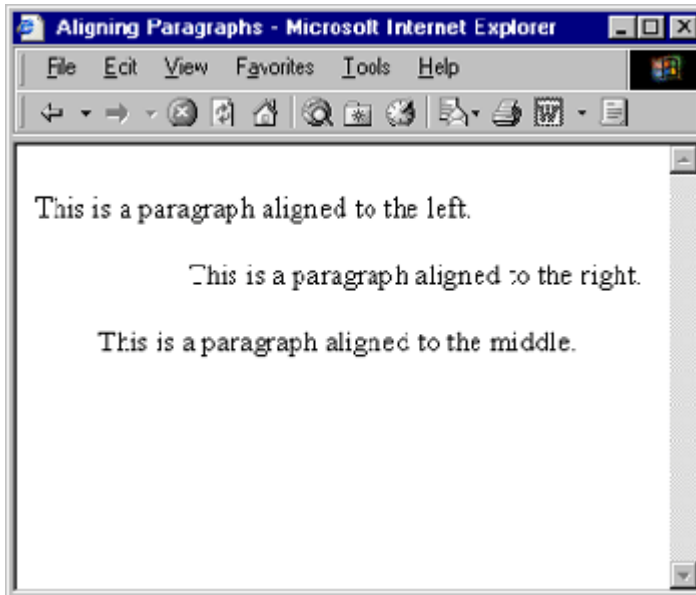 Aligning Paragraphs - Microsoft Internet Explorer
File Edit View Favorites Tools Help
W
This is a paragraph aligned to the left.
This is a paragraph aligned to the right.
This is a paragraph aligned to the middle.